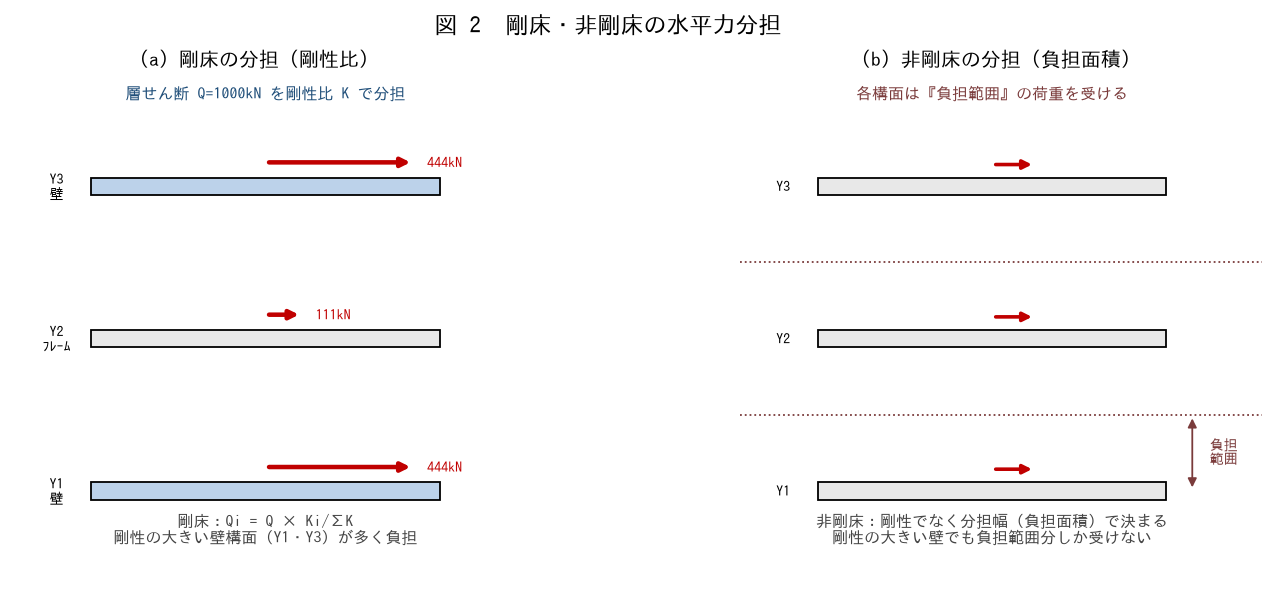 図 2　剛床・非剛床の水平力分担
(a) 剛床の分担（剛性比）
層せん断 Q=1000kN を剛性比 K で分担
444kN
Y3
壁
111kN
Y2
フレーム
444kN
Y1
壁
剛床：Qi = Q × Ki/ΣK
剛性の大きい壁構面（Y1・Y3）が多く負担
(b) 非剛床の分担（負担面積）
各構面は『負担範囲』の荷重を受ける
Y3
Y2
負担
範囲
Y1
非剛床：剛性でなく分担幅（負担面積）で決まる
剛性の大きい壁でも負担範囲分しか受けない